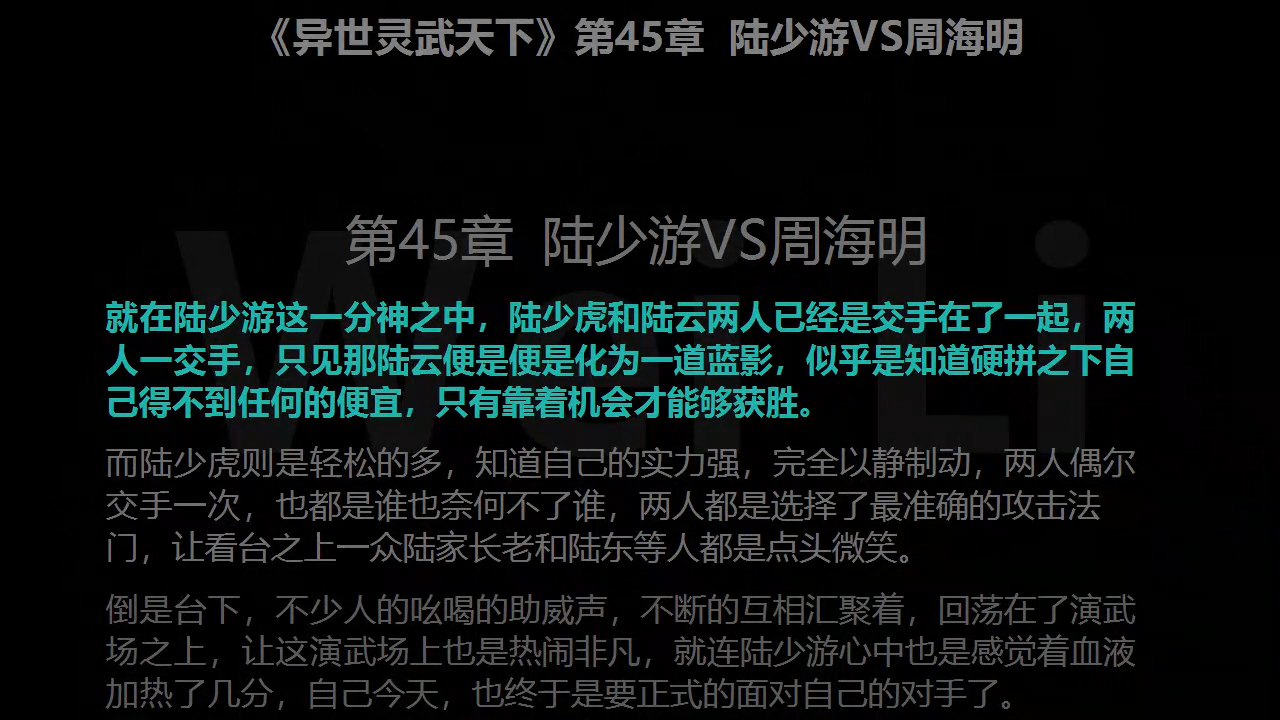 《异世灵武天下》第45章 陆少游VS周海明
Wei Li
第45章 陆少游VS周海明
就在陆少游这一分神之中，陆少虎和陆云两人已经是交手在了一起，两
人一交手，只见那陆云便是便是化为一道蓝影，似乎是知道硬拼之下自
己得不到任何的便宜，只有靠着机会才能够获胜。
而陆少虎则是轻松的多，知道自己的实力强，完全以静制动，两人偶尔
交手一次，也都是谁也奈何不了谁，两人都是选择了最准确的攻击法
门，让看台之上一众陆家长老和陆东等人都是点头微笑。
倒是台下，不少人的吆喝的助威声，不断的互相汇聚着，回荡在了演武
场之上，让这演武场上也是热闹非凡，就连陆少游心中也是感觉着血液
加热了几分，自己今天，也终于是要正式的面对自己的对手了。